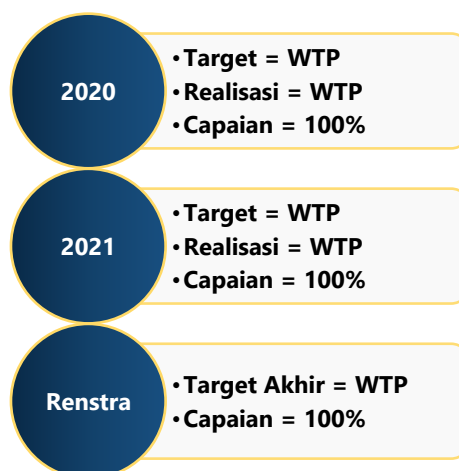 2020
•Target = WTP
•Realisasi = WTP
•Capaian = 100%
2021
•Target = WTP
•Realisasi = WTP
•Capaian = 100%
Renstra
•Target Akhir = WTP
•Capaian = 100%